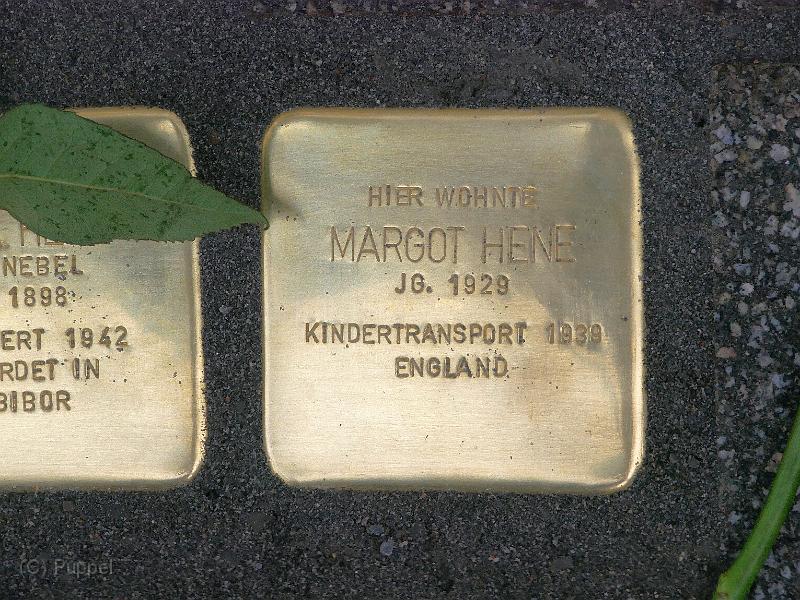 NEBEL
1898
ERT 1942
RDET IN
BIBOR
HIER WOHNTE
MARGOT HENE
JG. 1929
KINDERTRANSPORT 1939
ENGLAND
(C) Puppel